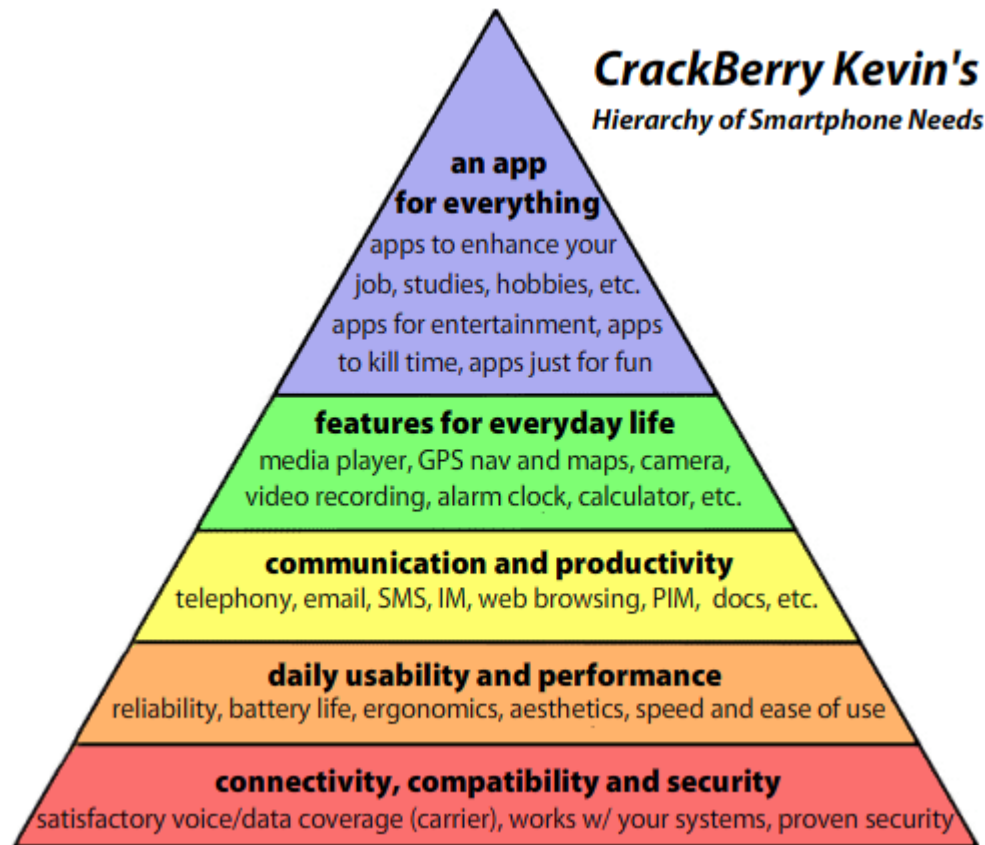 CrackBerry Kevin's
Hierarchy of Smartphone Needs
an app
for everything
apps to enhance your
job, studies, hobbies, etc.
apps for entertainment, apps
to kill time, apps just for fun
features for everyday life
media player, GPS nav and maps, camera,
video recording, alarm clock, calculator, etc.
communication and productivity
telephony, email, SMS, IM, web browsing, PIM, docs, etc.
daily usability and performance
reliability, battery life, ergonomics, aesthetics, speed and ease of use
connectivity, compatibility and security
satisfactory voice/data coverage (carrier), works w/ your systems, proven security